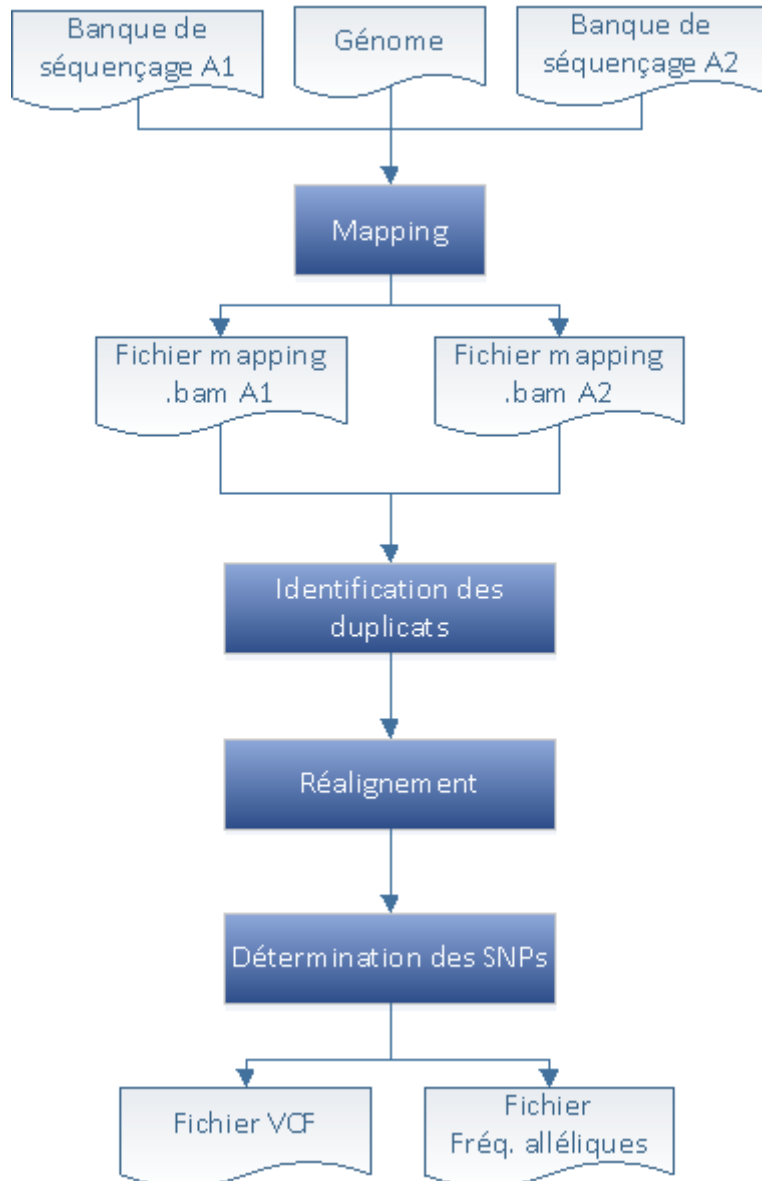 Banque de
séquençage A1
Génome
Banque de
séquençage A2
Mapping
Fichier mapping
.bam A1
Fichier mapping
.bam A2
Identification des
duplicats
Réalignement
Détermination des SNPs
Fichier VCF
Fichier
Fréq. alléliques